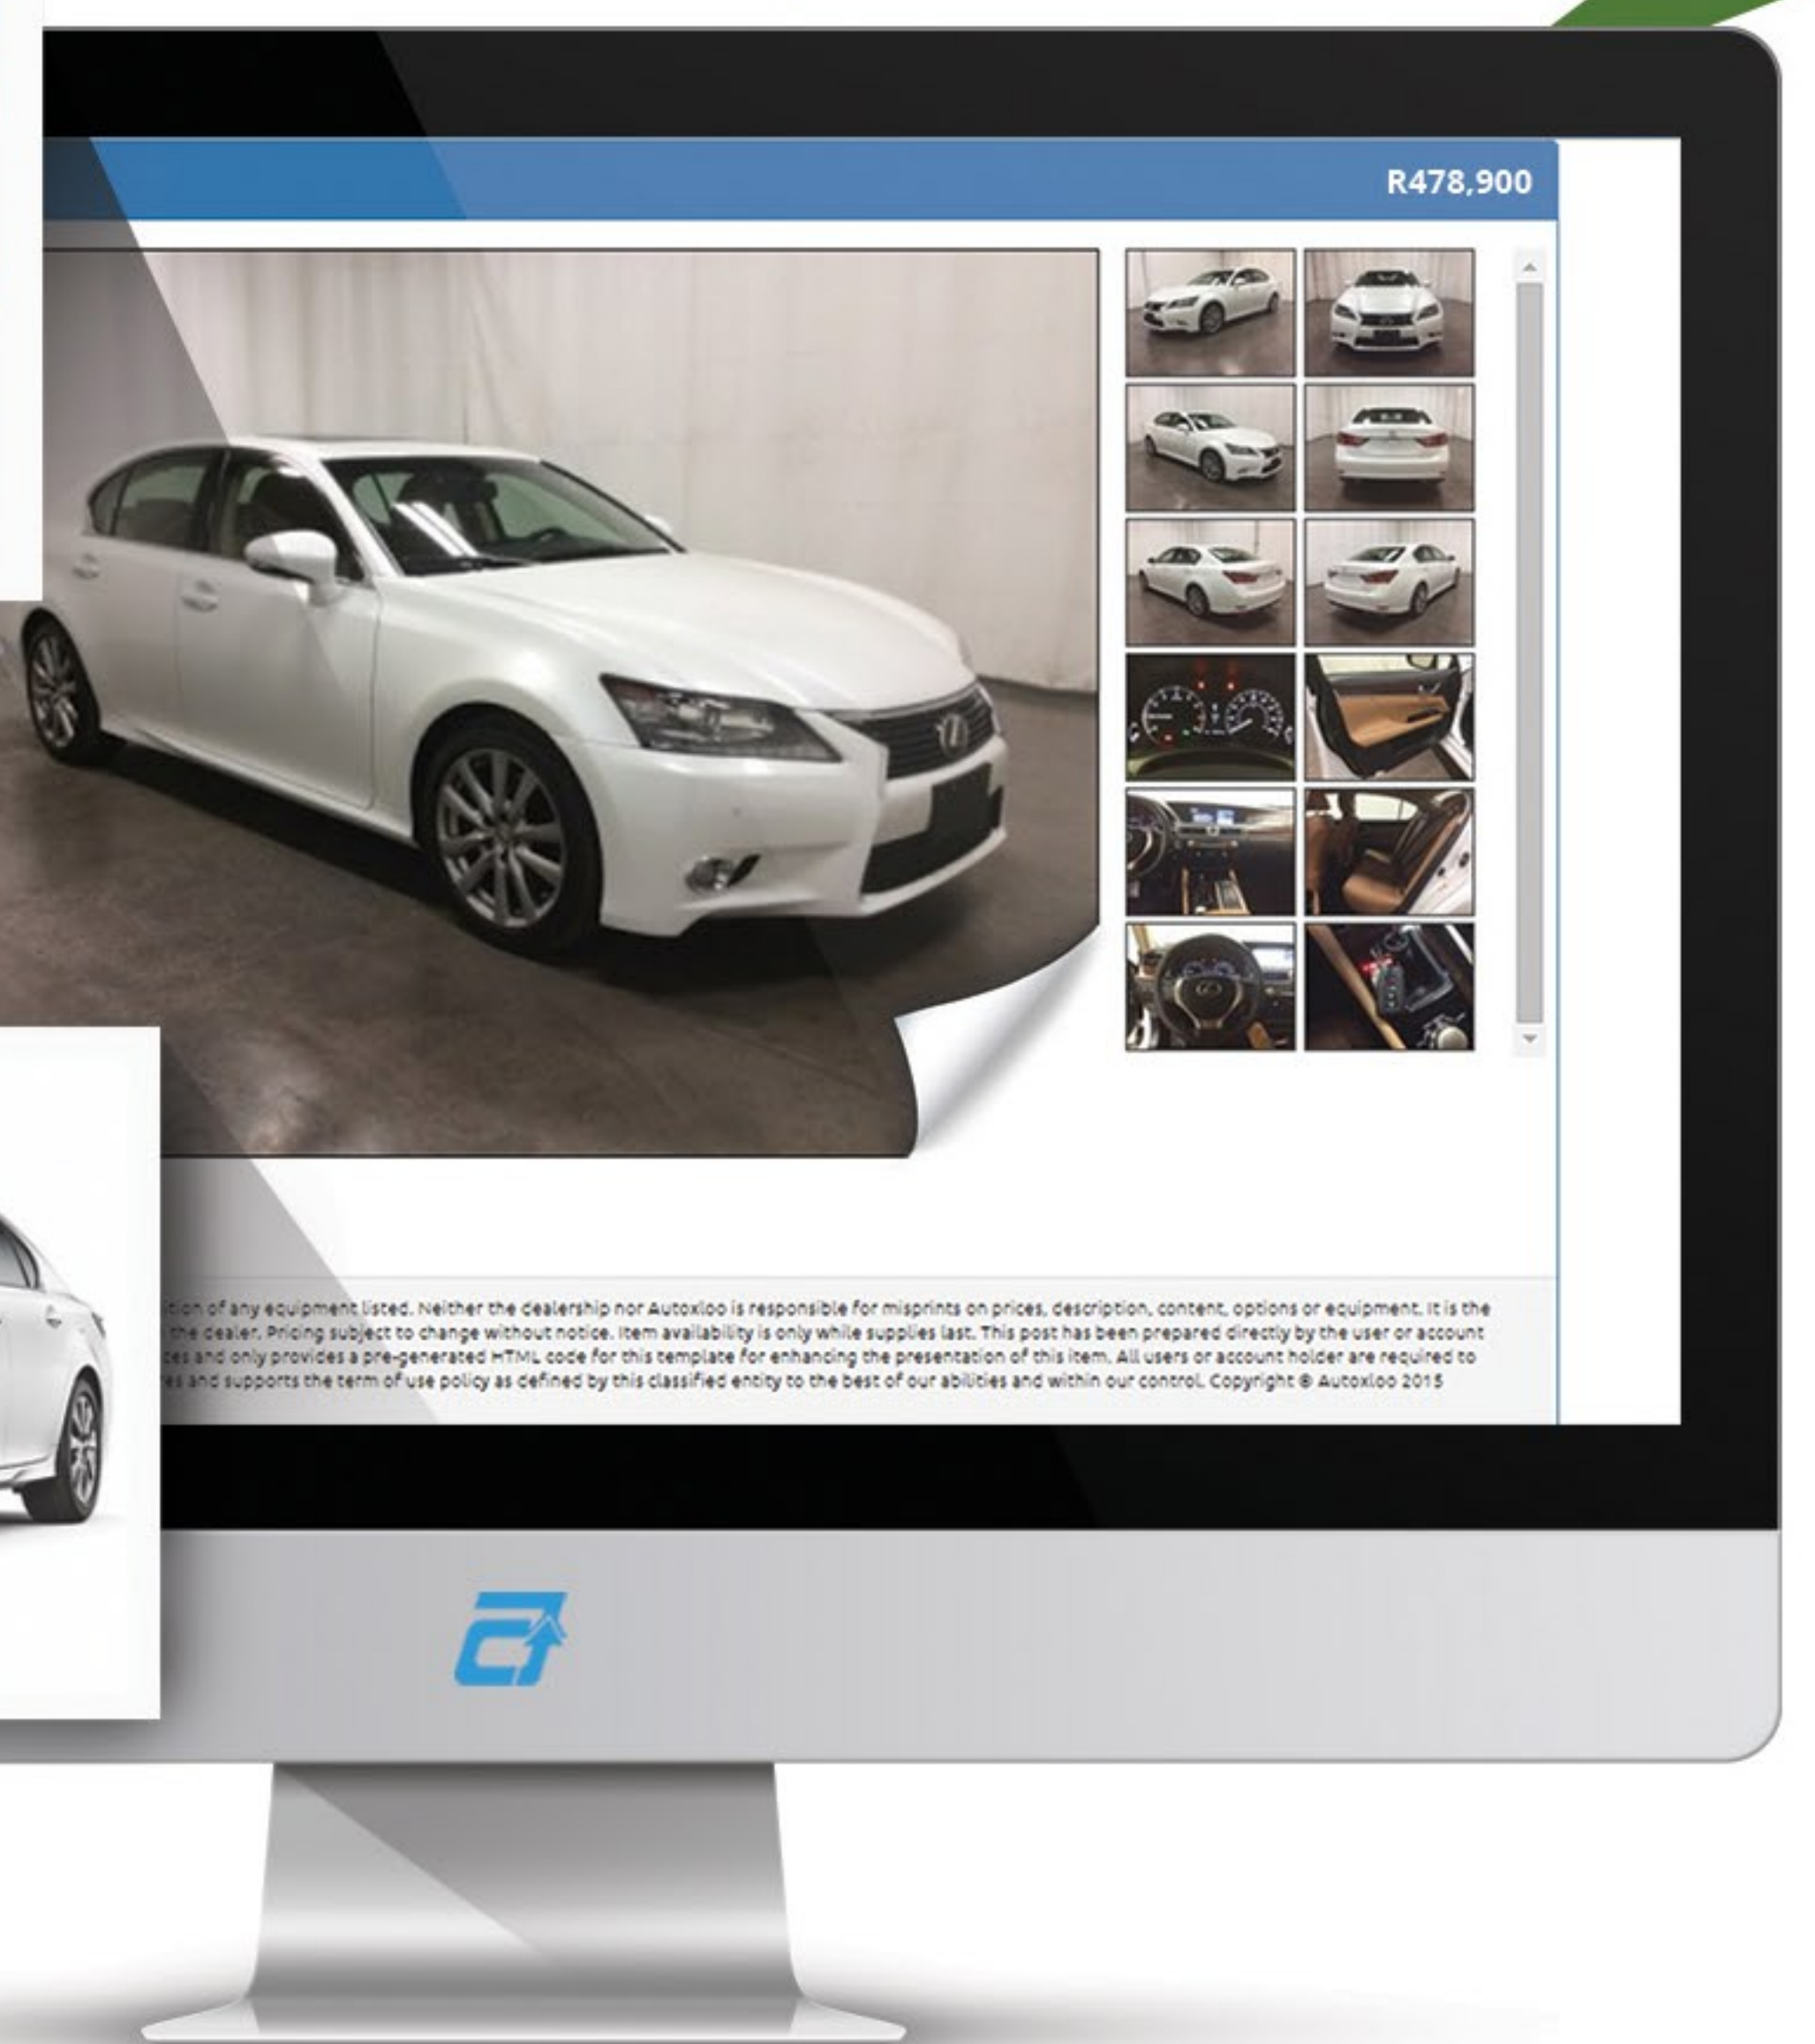 R478,900
ition of any equipment listed. Neither the dealership nor Autoxloo is responsible for misprints on prices, description, content, options or equipment. It is the
the dealer. Pricing subject to change without notice. Item availability is only while supplies last. This post has been prepared directly by the user or account
ces and only provides a pre-generated HTML code for this template for enhancing the presentation of this item. All users or account holder are required to
es and supports the term of use policy as defined by this classified entity to the best of our abilities and within our control. Copyright © Autoxloo 2015